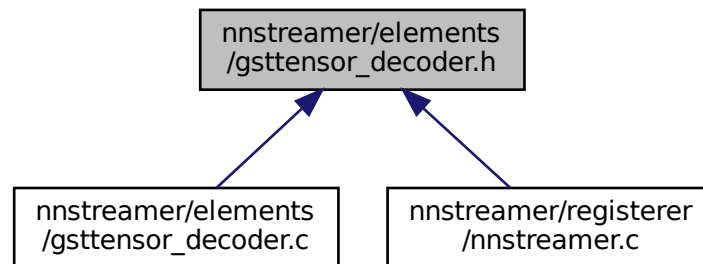 nnstreamer/elements
/gsttensor_decoder.h
nnstreamer/elements
/gsttensor_decoder.c
nnstreamer/registerer
/nnstreamer.c